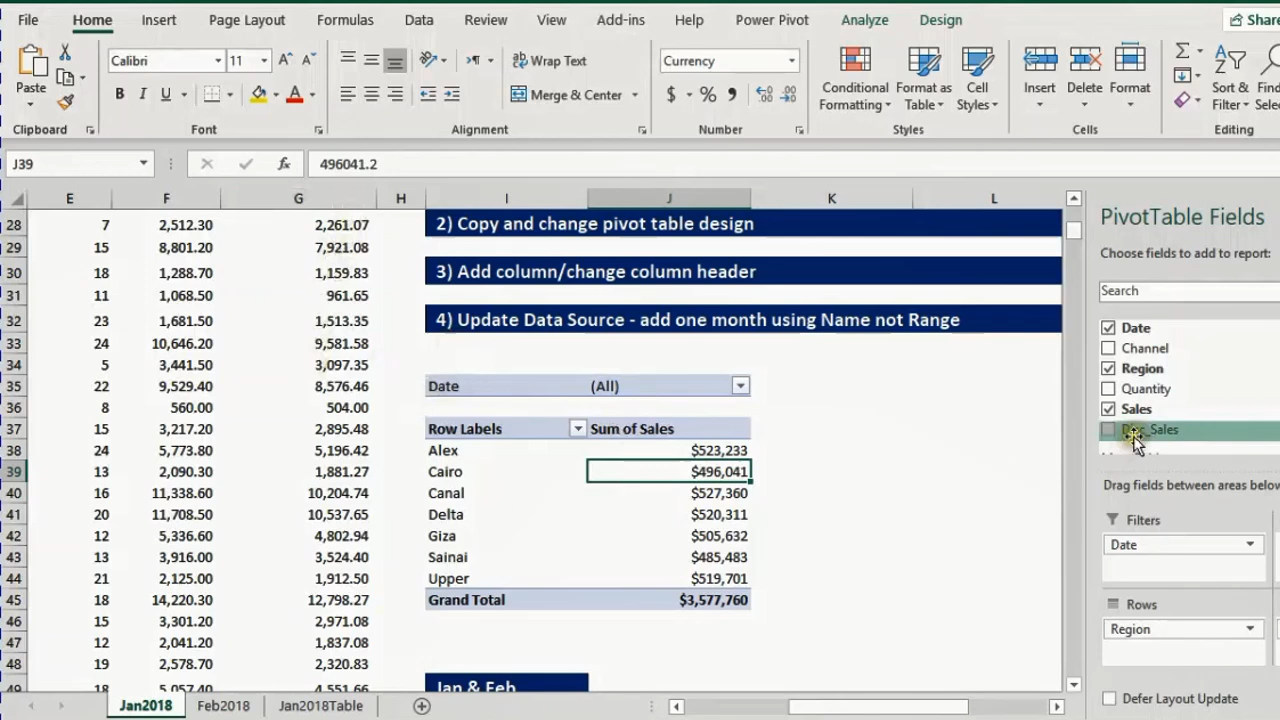 File Home Insert Page Layout Formulas Data Review View Add-ins Help Power Pivot Analyze Design Share
Calibri 11 Wrap Text Currency
Paste B I U Merge & Center $ % Conditional Formatting Format as Table Cell Styles Insert Delete Format Sort & Filter
Clipboard Font Alignment Number Styles Cells Editing
J39 fx 496041.2
E F G H I J K L
28 7 2,512.30 2,261.07 2) Copy and change pivot table design
29 15 8,801.20 7,921.08
30 18 1,288.70 1,159.83 3) Add column/change column header
31 11 1,068.50 961.65
32 23 1,681.50 1,513.35 4) Update Data Source - add one month using Name not Range
33 24 10,646.20 9,581.58
34 5 3,441.50 3,097.35
35 22 9,529.40 8,576.46 Date (All)
36 8 560.00 504.00
37 15 3,217.20 2,895.48 Row Labels Sum of Sales
38 24 5,773.80 5,196.42 Alex $523,233
39 13 2,090.30 1,881.27 Cairo $496,041
40 16 11,338.60 10,204.74 Canal $527,360
41 20 11,708.50 10,537.65 Delta $520,311
42 12 5,336.60 4,802.94 Giza $505,632
43 13 3,916.00 3,524.40 Sainai $485,483
44 21 2,125.00 1,912.50 Upper $519,701
45 18 14,220.30 12,798.27 Grand Total $3,577,760
46 15 3,301.20 2,971.08
47 12 2,041.20 1,837.08
48 19 2,578.70 2,320.83
49 18 5,057.40 4,551.66 Jan & Feb
Jan2018 Feb2018 Jan2018Table
PivotTable Fields
Choose fields to add to report:
Search
Date
Channel
Region
Quantity
Sales
Sales
Drag fields between areas below
Filters
Date
Rows
Region
Defer Layout Update